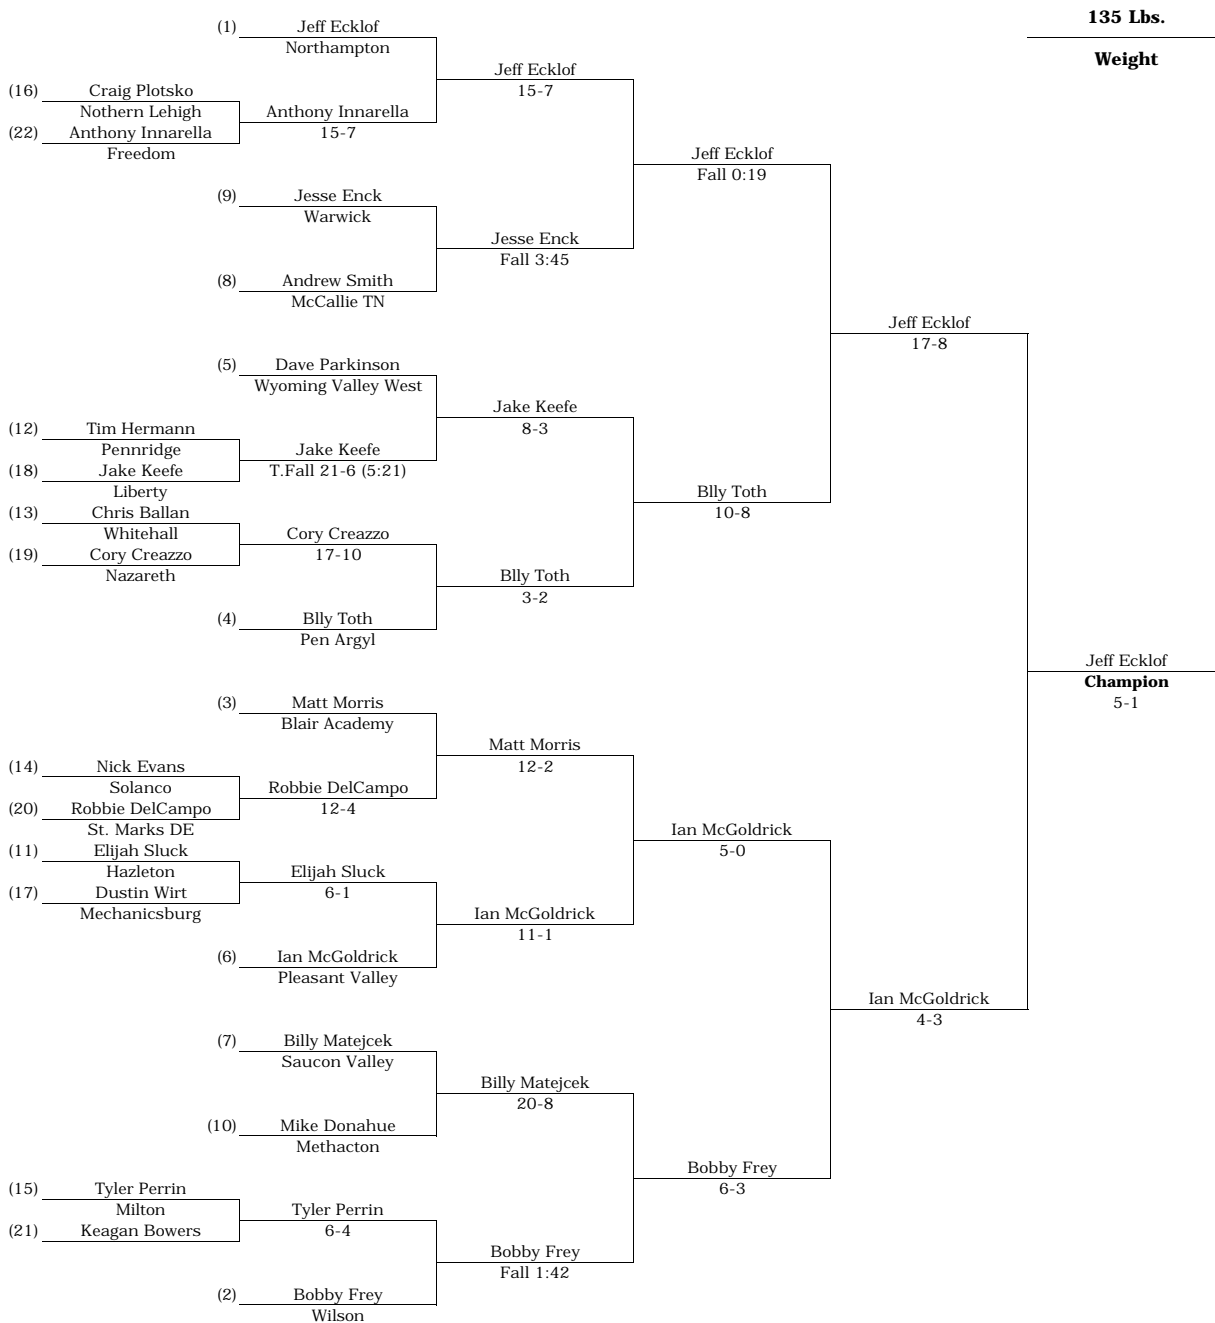 135 Lbs.
Weight
(1) Jeff Ecklof
Northampton
Jeff Ecklof
15-7
(16) Craig Plotsko
Nothern Lehigh
(22) Anthony Innarella
Freedom
Anthony Innarella
15-7
Jeff Ecklof
Fall 0:19
(9) Jesse Enck
Warwick
Jesse Enck
Fall 3:45
(8) Andrew Smith
McCallie TN
Jeff Ecklof
17-8
(5) Dave Parkinson
Wyoming Valley West
Jake Keefe
8-3
(12) Tim Hermann
Pennridge
(18) Jake Keefe
Liberty
Jake Keefe
T.Fall 21-6 (5:21)
Blly Toth
10-8
(13) Chris Ballan
Whitehall
(19) Cory Creazzo
Nazareth
Cory Creazzo
17-10
Blly Toth
3-2
(4) Blly Toth
Pen Argyl
Jeff Ecklof
Champion
5-1
(3) Matt Morris
Blair Academy
Matt Morris
12-2
(14) Nick Evans
Solanco
(20) Robbie DelCampo
St. Marks DE
Robbie DelCampo
12-4
Ian McGoldrick
5-0
(11) Elijah Sluck
Hazleton
(17) Dustin Wirt
Mechanicsburg
Elijah Sluck
6-1
Ian McGoldrick
11-1
(6) Ian McGoldrick
Pleasant Valley
Ian McGoldrick
4-3
(7) Billy Matejcek
Saucon Valley
Billy Matejcek
20-8
(10) Mike Donahue
Methacton
Bobby Frey
6-3
(15) Tyler Perrin
Milton
(21) Keagan Bowers
Tyler Perrin
6-4
Bobby Frey
Fall 1:42
(2) Bobby Frey
Wilson